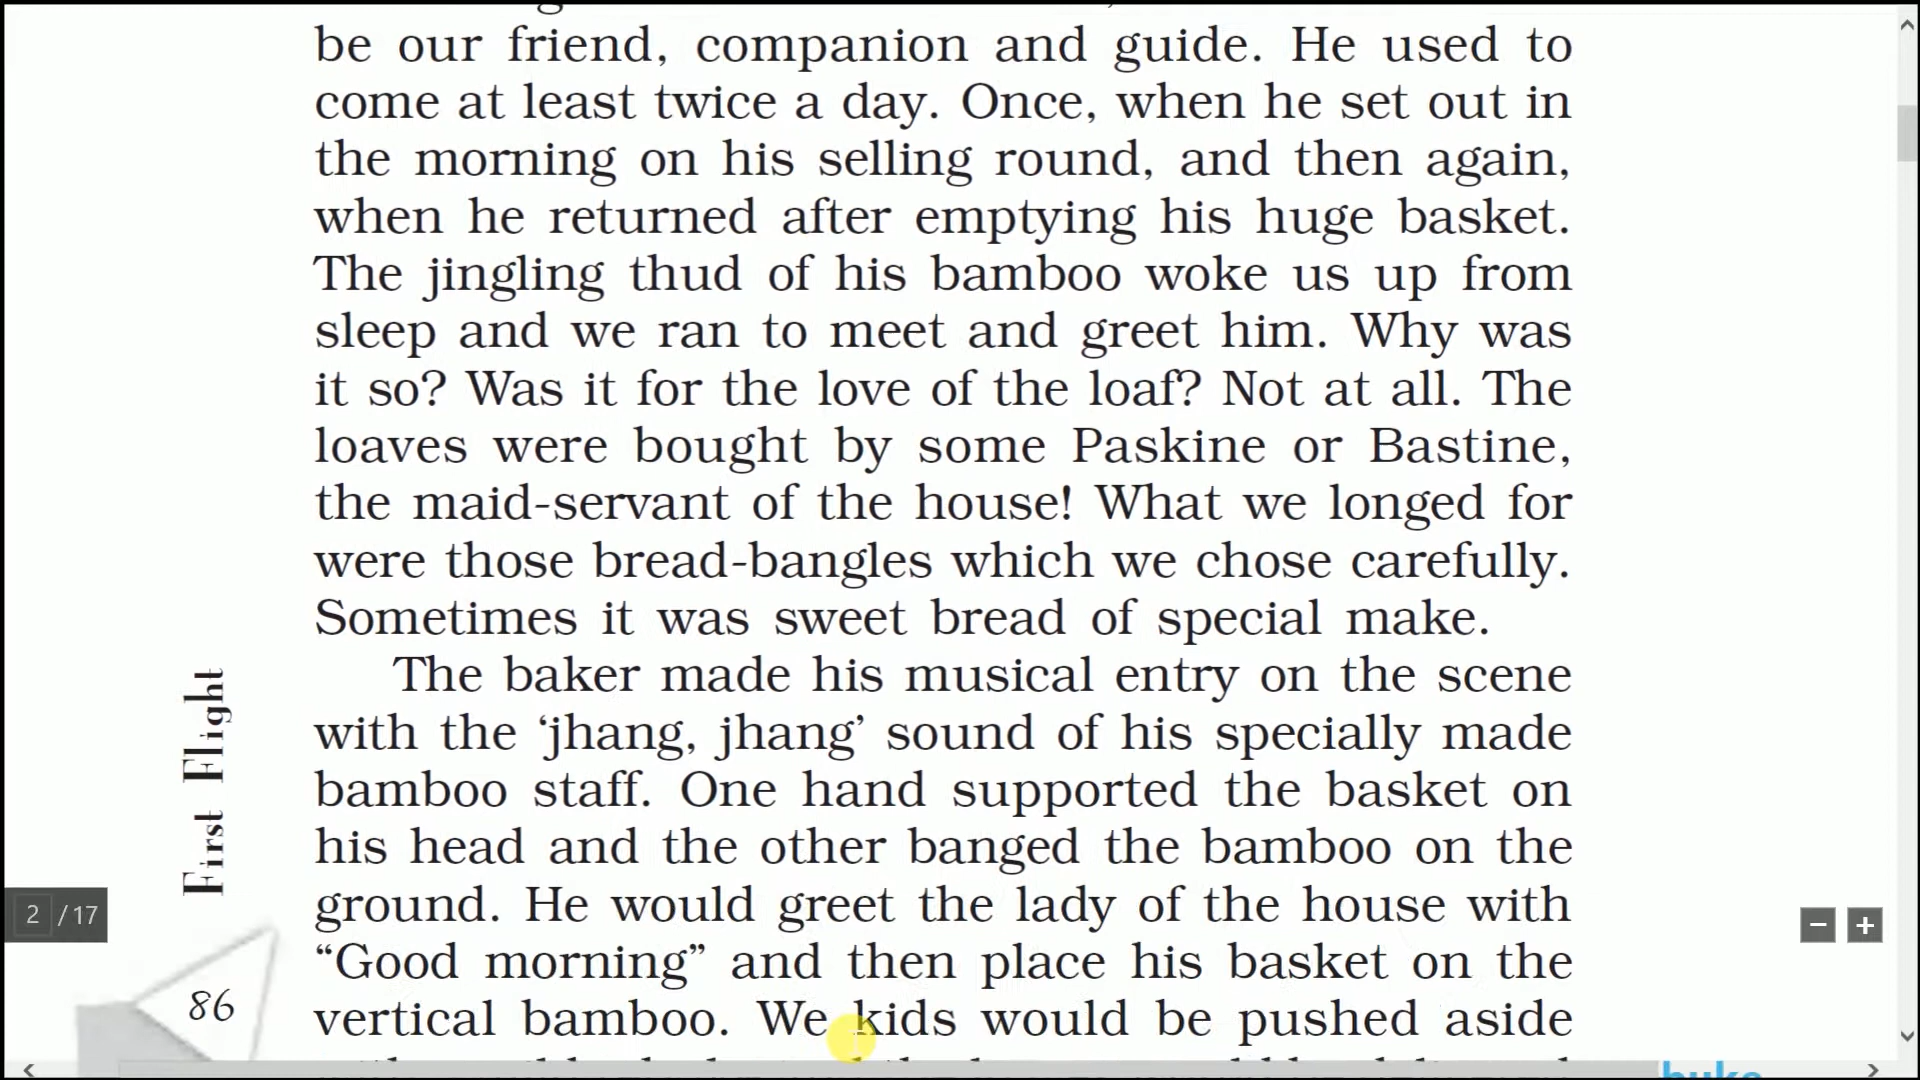 be our friend, companion and guide. He used to
come at least twice a day. Once, when he set out in
the morning on his selling round, and then again,
when he returned after emptying his huge basket.
The jingling thud of his bamboo woke us up from
sleep and we ran to meet and greet him. Why was
it so? Was it for the love of the loaf? Not at all. The
loaves were bought by some Paskine or Bastine,
the maid-servant of the house! What we longed for
were those bread-bangles which we chose carefully.
Sometimes it was sweet bread of special make.
The baker made his musical entry on the scene
with the ‘jhang, jhang’ sound of his specially made
bamboo staff. One hand supported the basket on
his head and the other banged the bamboo on the
ground. He would greet the lady of the house with
“Good morning” and then place his basket on the
vertical bamboo. We kids would be pushed aside
First Flight
86
2 / 17